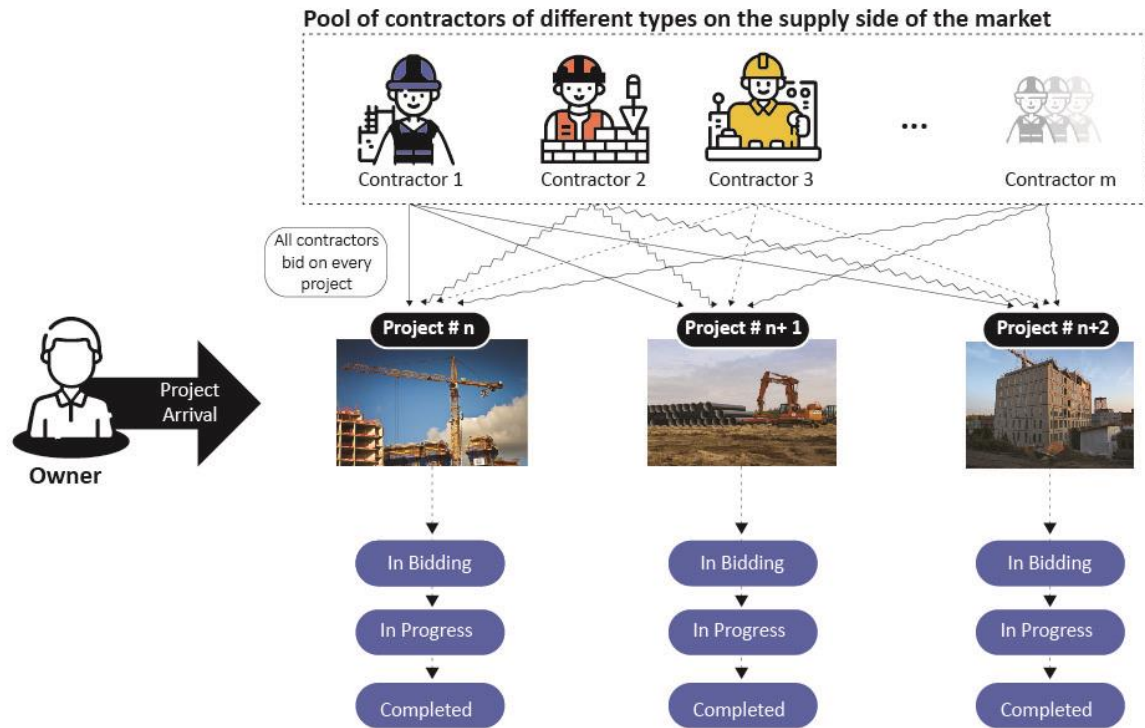 Pool of contractors of different types on the supply side of the market
Contractor 1
Contractor 2
Contractor 3
...
Contractor m
All contractors
bid on every
project
Project # n
Project # n+ 1
Project # n+2
Project
Arrival
Owner
In Bidding
In Bidding
In Bidding
In Progress
In Progress
In Progress
Completed
Completed
Completed